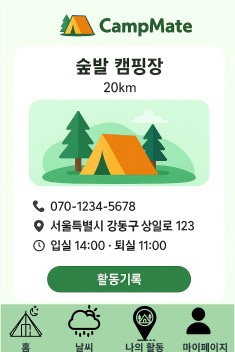 CampMate
숲발 캠핑장
20km
070-1234-5678
서울특별시 강동구 상일로 123
입실 14:00 · 퇴실 11:00
활동기록
홈 날씨 나의 활동 마이페이지